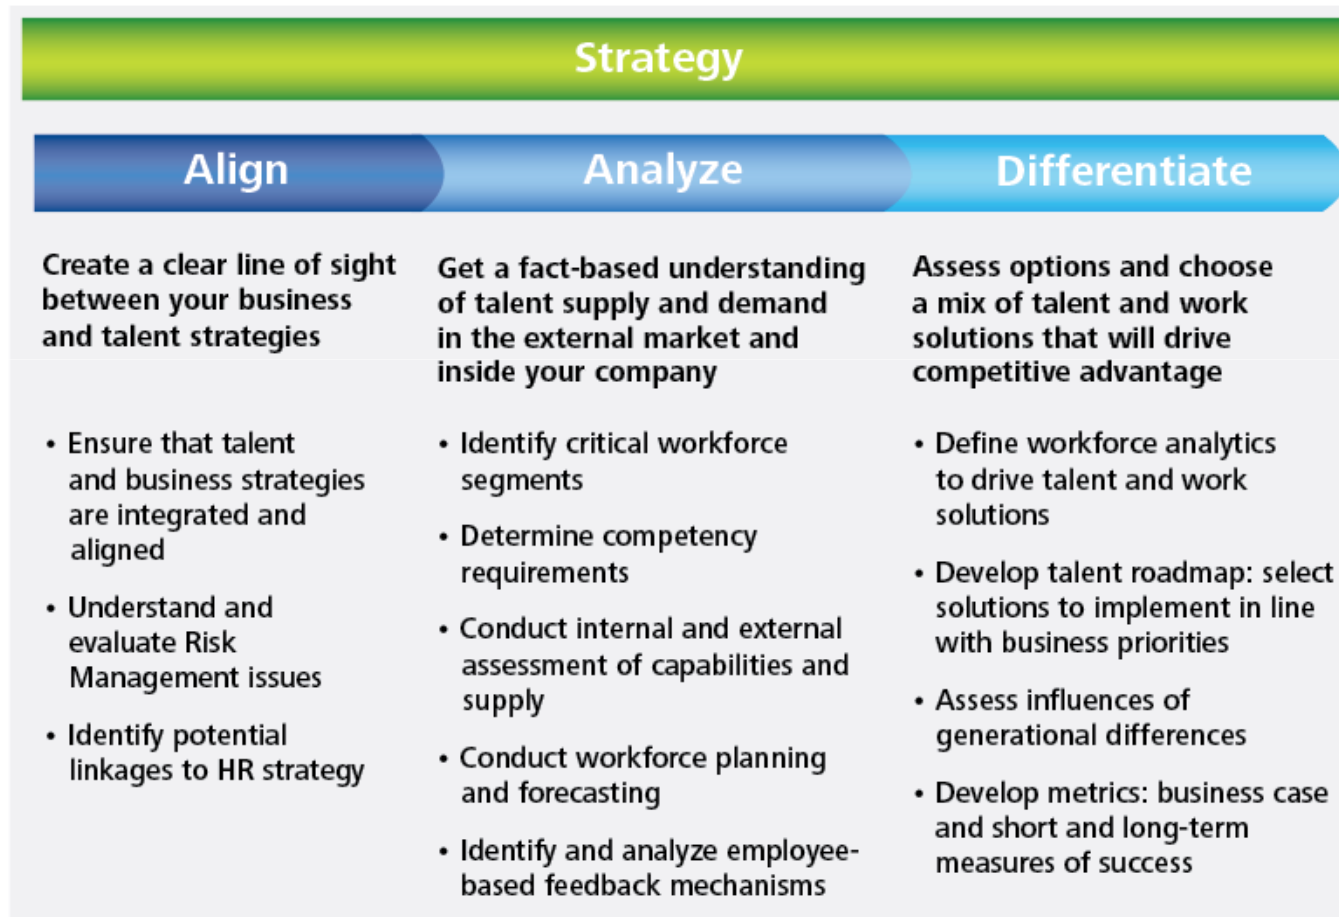 Strategy
Align
Analyze
Differentiate
Create a clear line of sight
between your business
and talent strategies
• Ensure that talent
and business strategies
are integrated and
aligned
• Understand and
evaluate Risk
Management issues
• Identify potential
linkages to HR strategy
Get a fact-based understanding
of talent supply and demand
in the external market and
inside your company
• Identify critical workforce
segments
• Determine competency
requirements
• Conduct internal and external
assessment of capabilities and
supply
• Conduct workforce planning
and forecasting
• Identify and analyze employee-
based feedback mechanisms
Assess options and choose
a mix of talent and work
solutions that will drive
competitive advantage
• Define workforce analytics
to drive talent and work
solutions
• Develop talent roadmap: select
solutions to implement in line
with business priorities
• Assess influences of
generational differences
• Develop metrics: business case
and short and long-term
measures of success